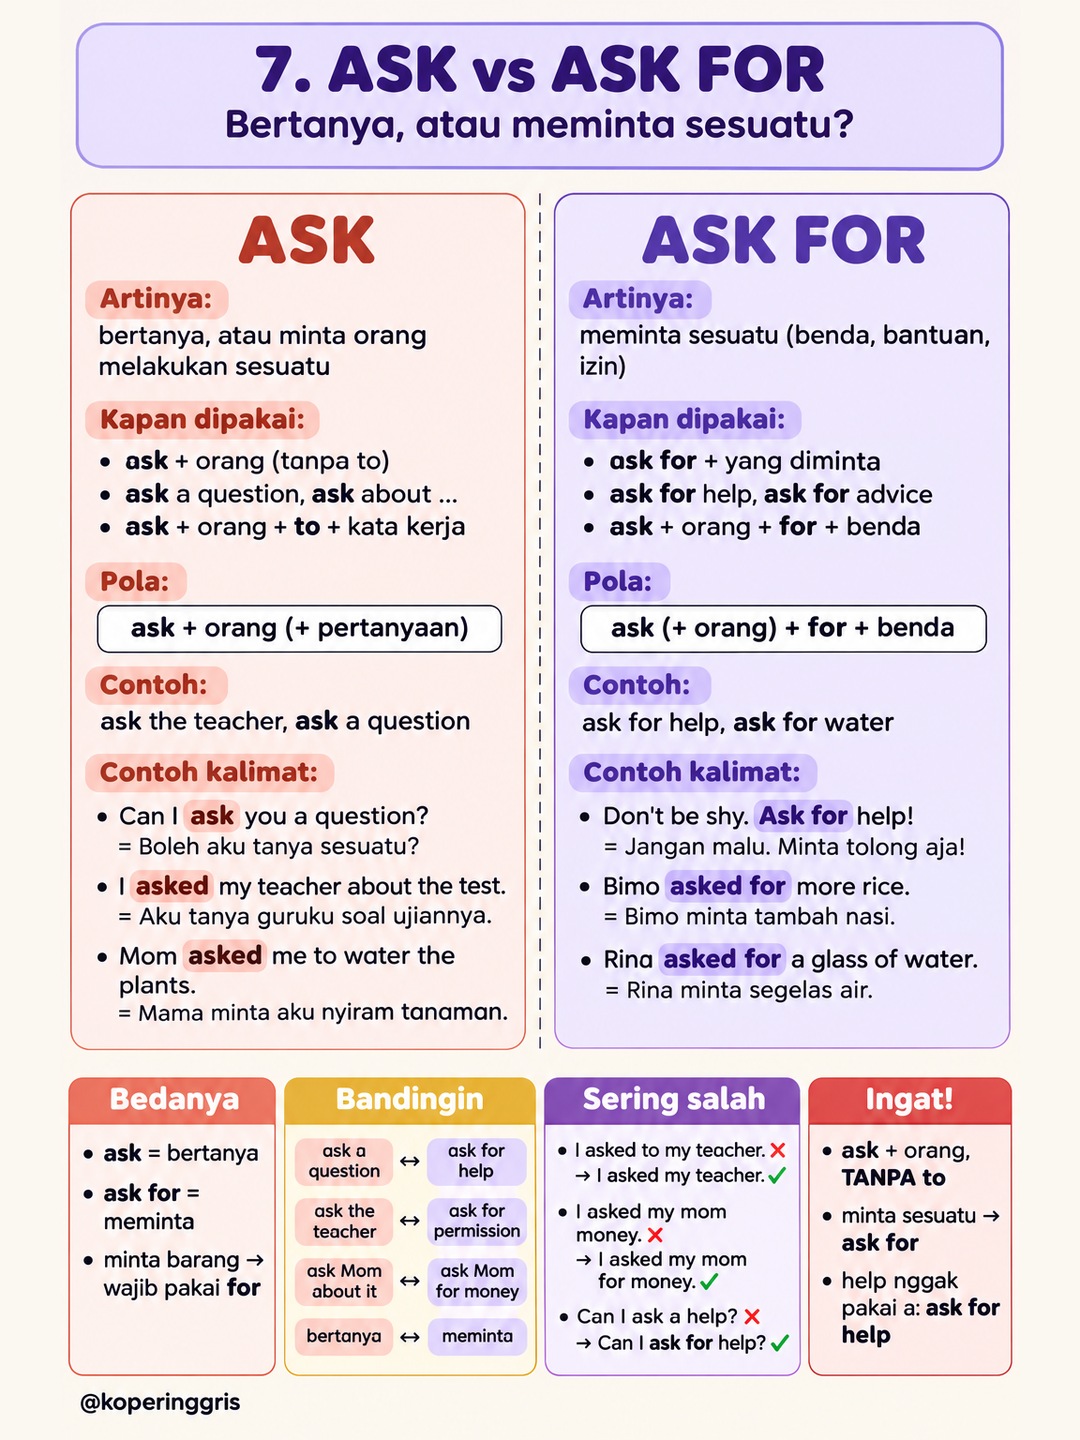 7. ASK vs ASK FOR
Bertanya, atau meminta sesuatu?
ASK
Artinya:
bertanya, atau minta orang
melakukan sesuatu
Kapan dipakai:
• ask + orang (tanpa to)
• ask a question, ask about ...
• ask + orang + to + kata kerja
Pola:
ask + orang (+ pertanyaan)
Contoh:
ask the teacher, ask a question
Contoh kalimat:
• Can I ask you a question?
= Boleh aku tanya sesuatu?
• I asked my teacher about the test.
= Aku tanya guruku soal ujiannya.
• Mom asked me to water the
plants.
= Mama minta aku nyiram tanaman.
ASK FOR
Artinya:
meminta sesuatu (benda, bantuan,
izin)
Kapan dipakai:
• ask for + yang diminta
• ask for help, ask for advice
• ask + orang + for + benda
Pola:
ask (+ orang) + for + benda
Contoh:
ask for help, ask for water
Contoh kalimat:
• Don't be shy. Ask for help!
= Jangan malu. Minta tolong aja!
• Bimo asked for more rice.
= Bimo minta tambah nasi.
• Rina asked for a glass of water.
= Rina minta segelas air.
Bedanya
• ask = bertanya
• ask for =
meminta
• minta barang →
wajib pakai for
Bandingin
ask a
question
↔
ask for
help
ask the
teacher
↔
ask for
permission
ask Mom
about it
↔
ask Mom
for money
bertanya ↔ meminta
Sering salah
• I asked to my teacher. ❌
→ I asked my teacher. ✓
• I asked my mom
money. ❌
→ I asked my mom
for money. ✓
• Can I ask a help? ❌
→ Can I ask for help? ✓
Ingat!
• ask + orang,
TANPA to
• minta sesuatu →
ask for
• help nggak
pakai a: ask for
help
@koperinggris